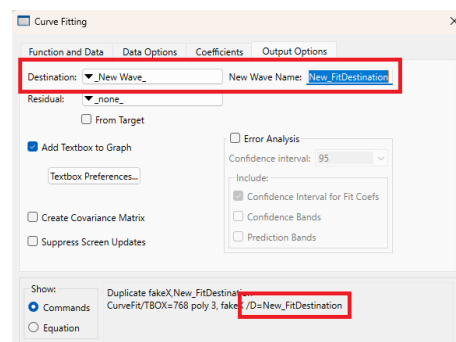 Curve Fitting
Function and Data Data Options Coefficients Output Options
Destination: _New Wave_ New Wave Name: New_FitDestination
Residual: _none_
From Target
Add Textbox to Graph
Error Analysis
Confidence interval: 95
Textbox Preferences...
Include:
Confidence Interval for Fit Coefs
Create Covariance Matrix
Confidence Bands
Suppress Screen Updates
Prediction Bands
Show:
Duplicate fakeX,New_FitDestination
Commands
CurveFit/TBOX=768 poly 3, fakeX /D=New_FitDestination
Equation